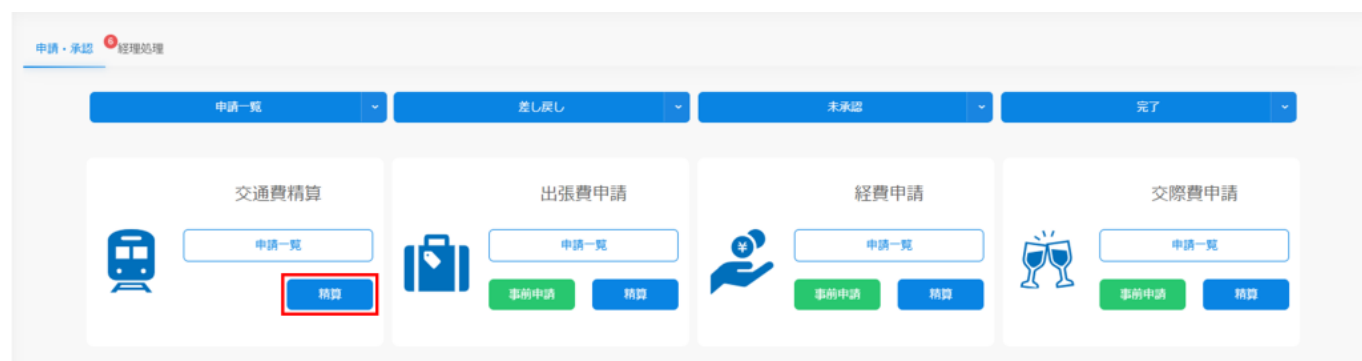 申請・承認 6 経理処理
申請一覧 差し戻し 未承認 完了
交通費精算 出張費申請 経費申請 交際費申請
申請一覧 申請一覧 ¥ 申請一覧 申請一覧
精算 事前申請 精算 事前申請 精算 事前申請 精算